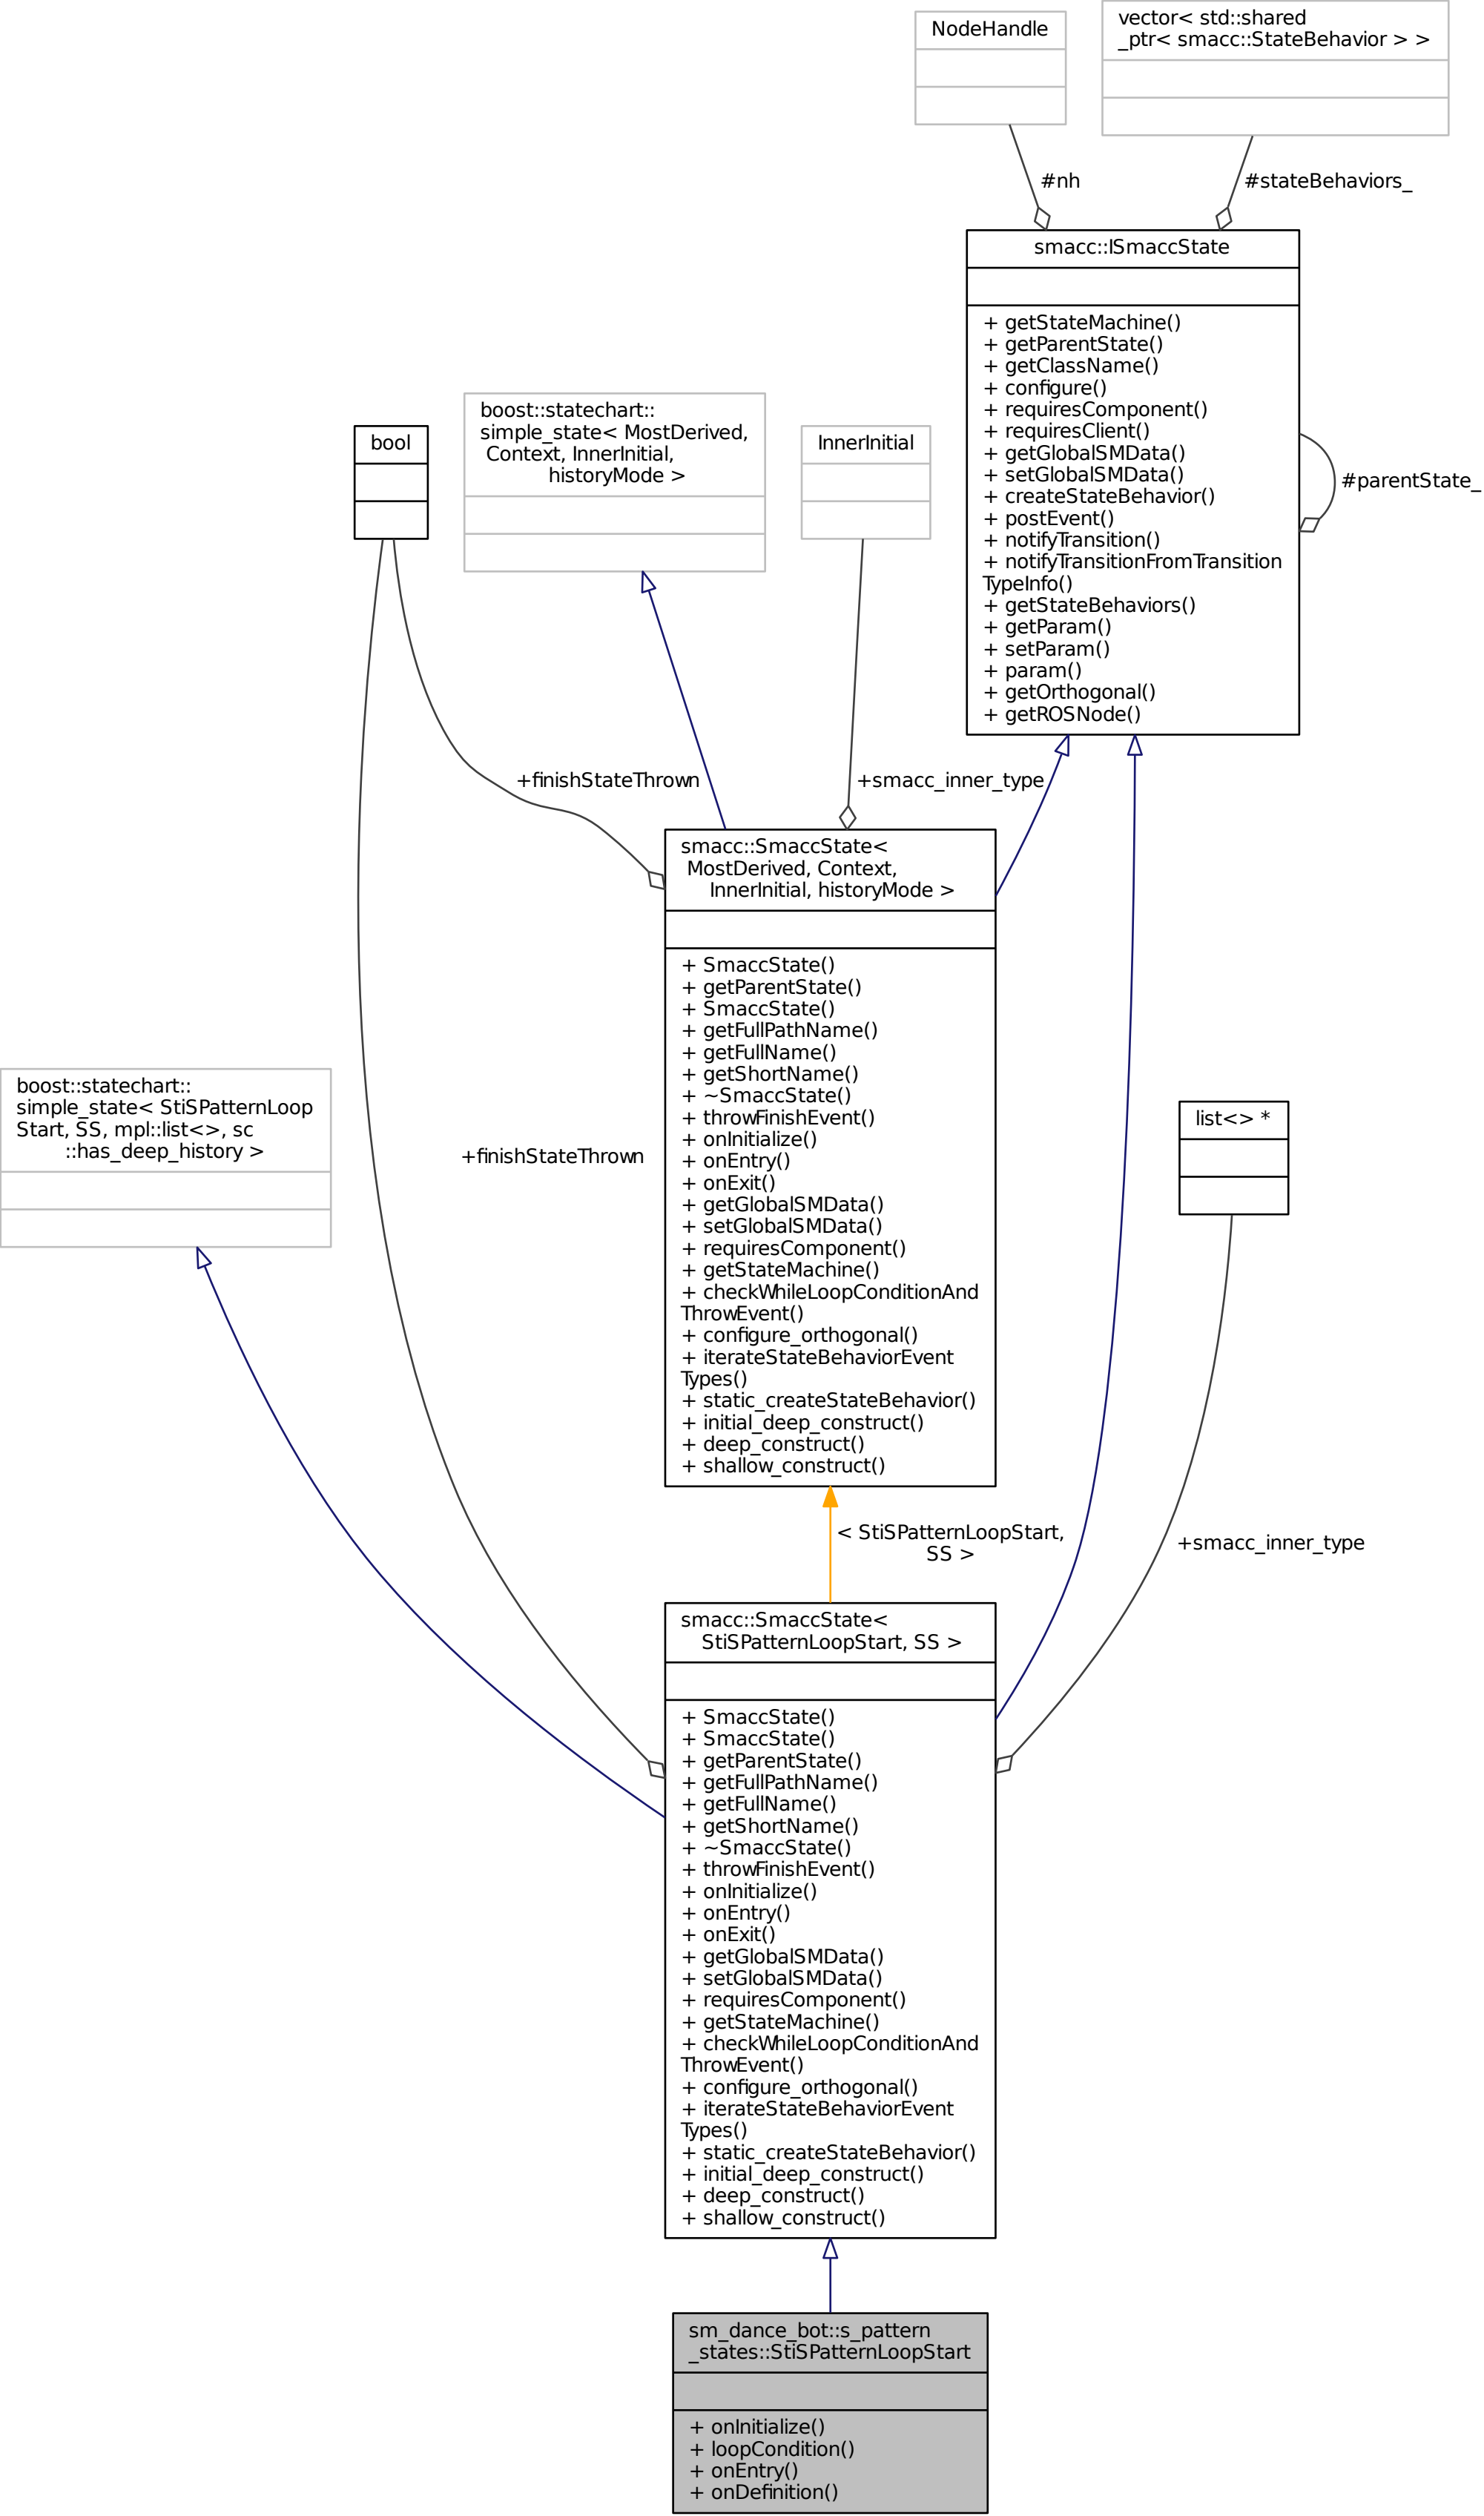 NodeHandle
vector< std::shared
_ptr< smacc::StateBehavior > >
#nh
#stateBehaviors_
smacc::ISmaccState
+ getStateMachine()
+ getParentState()
+ getClassName()
+ configure()
+ requiresComponent()
+ requiresClient()
+ getGlobalSMData()
+ setGlobalSMData()
+ createStateBehavior()
+ postEvent()
+ notifyTransition()
+ notifyTransitionFromTransition
TypeInfo()
+ getStateBehaviors()
+ getParam()
+ setParam()
+ param()
+ getOrthogonal()
+ getROSNode()
#parentState_
bool
boost::statechart::
simple_state< MostDerived,
Context, InnerInitial,
historyMode >
InnerInitial
+finishStateThrown
+smacc_inner_type
smacc::SmaccState<
MostDerived, Context,
InnerInitial, historyMode >
+ SmaccState()
+ getParentState()
+ SmaccState()
+ getFullPathName()
+ getFullName()
+ getShortName()
+ ~SmaccState()
+ throwFinishEvent()
+ onInitialize()
+ onEntry()
+ onExit()
+ getGlobalSMData()
+ setGlobalSMData()
+ requiresComponent()
+ getStateMachine()
+ checkWhileLoopConditionAnd
ThrowEvent()
+ configure_orthogonal()
+ iterateStateBehaviorEvent
Types()
+ static_createStateBehavior()
+ initial_deep_construct()
+ deep_construct()
+ shallow_construct()
boost::statechart::
simple_state< StiSPatternLoop
Start, SS, mpl::list<>, sc
::has_deep_history >
+finishStateThrown
list<> *
< StiSPatternLoopStart,
SS >
+smacc_inner_type
smacc::SmaccState<
StiSPatternLoopStart, SS >
+ SmaccState()
+ SmaccState()
+ getParentState()
+ getFullPathName()
+ getFullName()
+ getShortName()
+ ~SmaccState()
+ throwFinishEvent()
+ onInitialize()
+ onEntry()
+ onExit()
+ getGlobalSMData()
+ setGlobalSMData()
+ requiresComponent()
+ getStateMachine()
+ checkWhileLoopConditionAnd
ThrowEvent()
+ configure_orthogonal()
+ iterateStateBehaviorEvent
Types()
+ static_createStateBehavior()
+ initial_deep_construct()
+ deep_construct()
+ shallow_construct()
sm_dance_bot::s_pattern
_states::StiSPatternLoopStart
+ onInitialize()
+ loopCondition()
+ onEntry()
+ onDefinition()